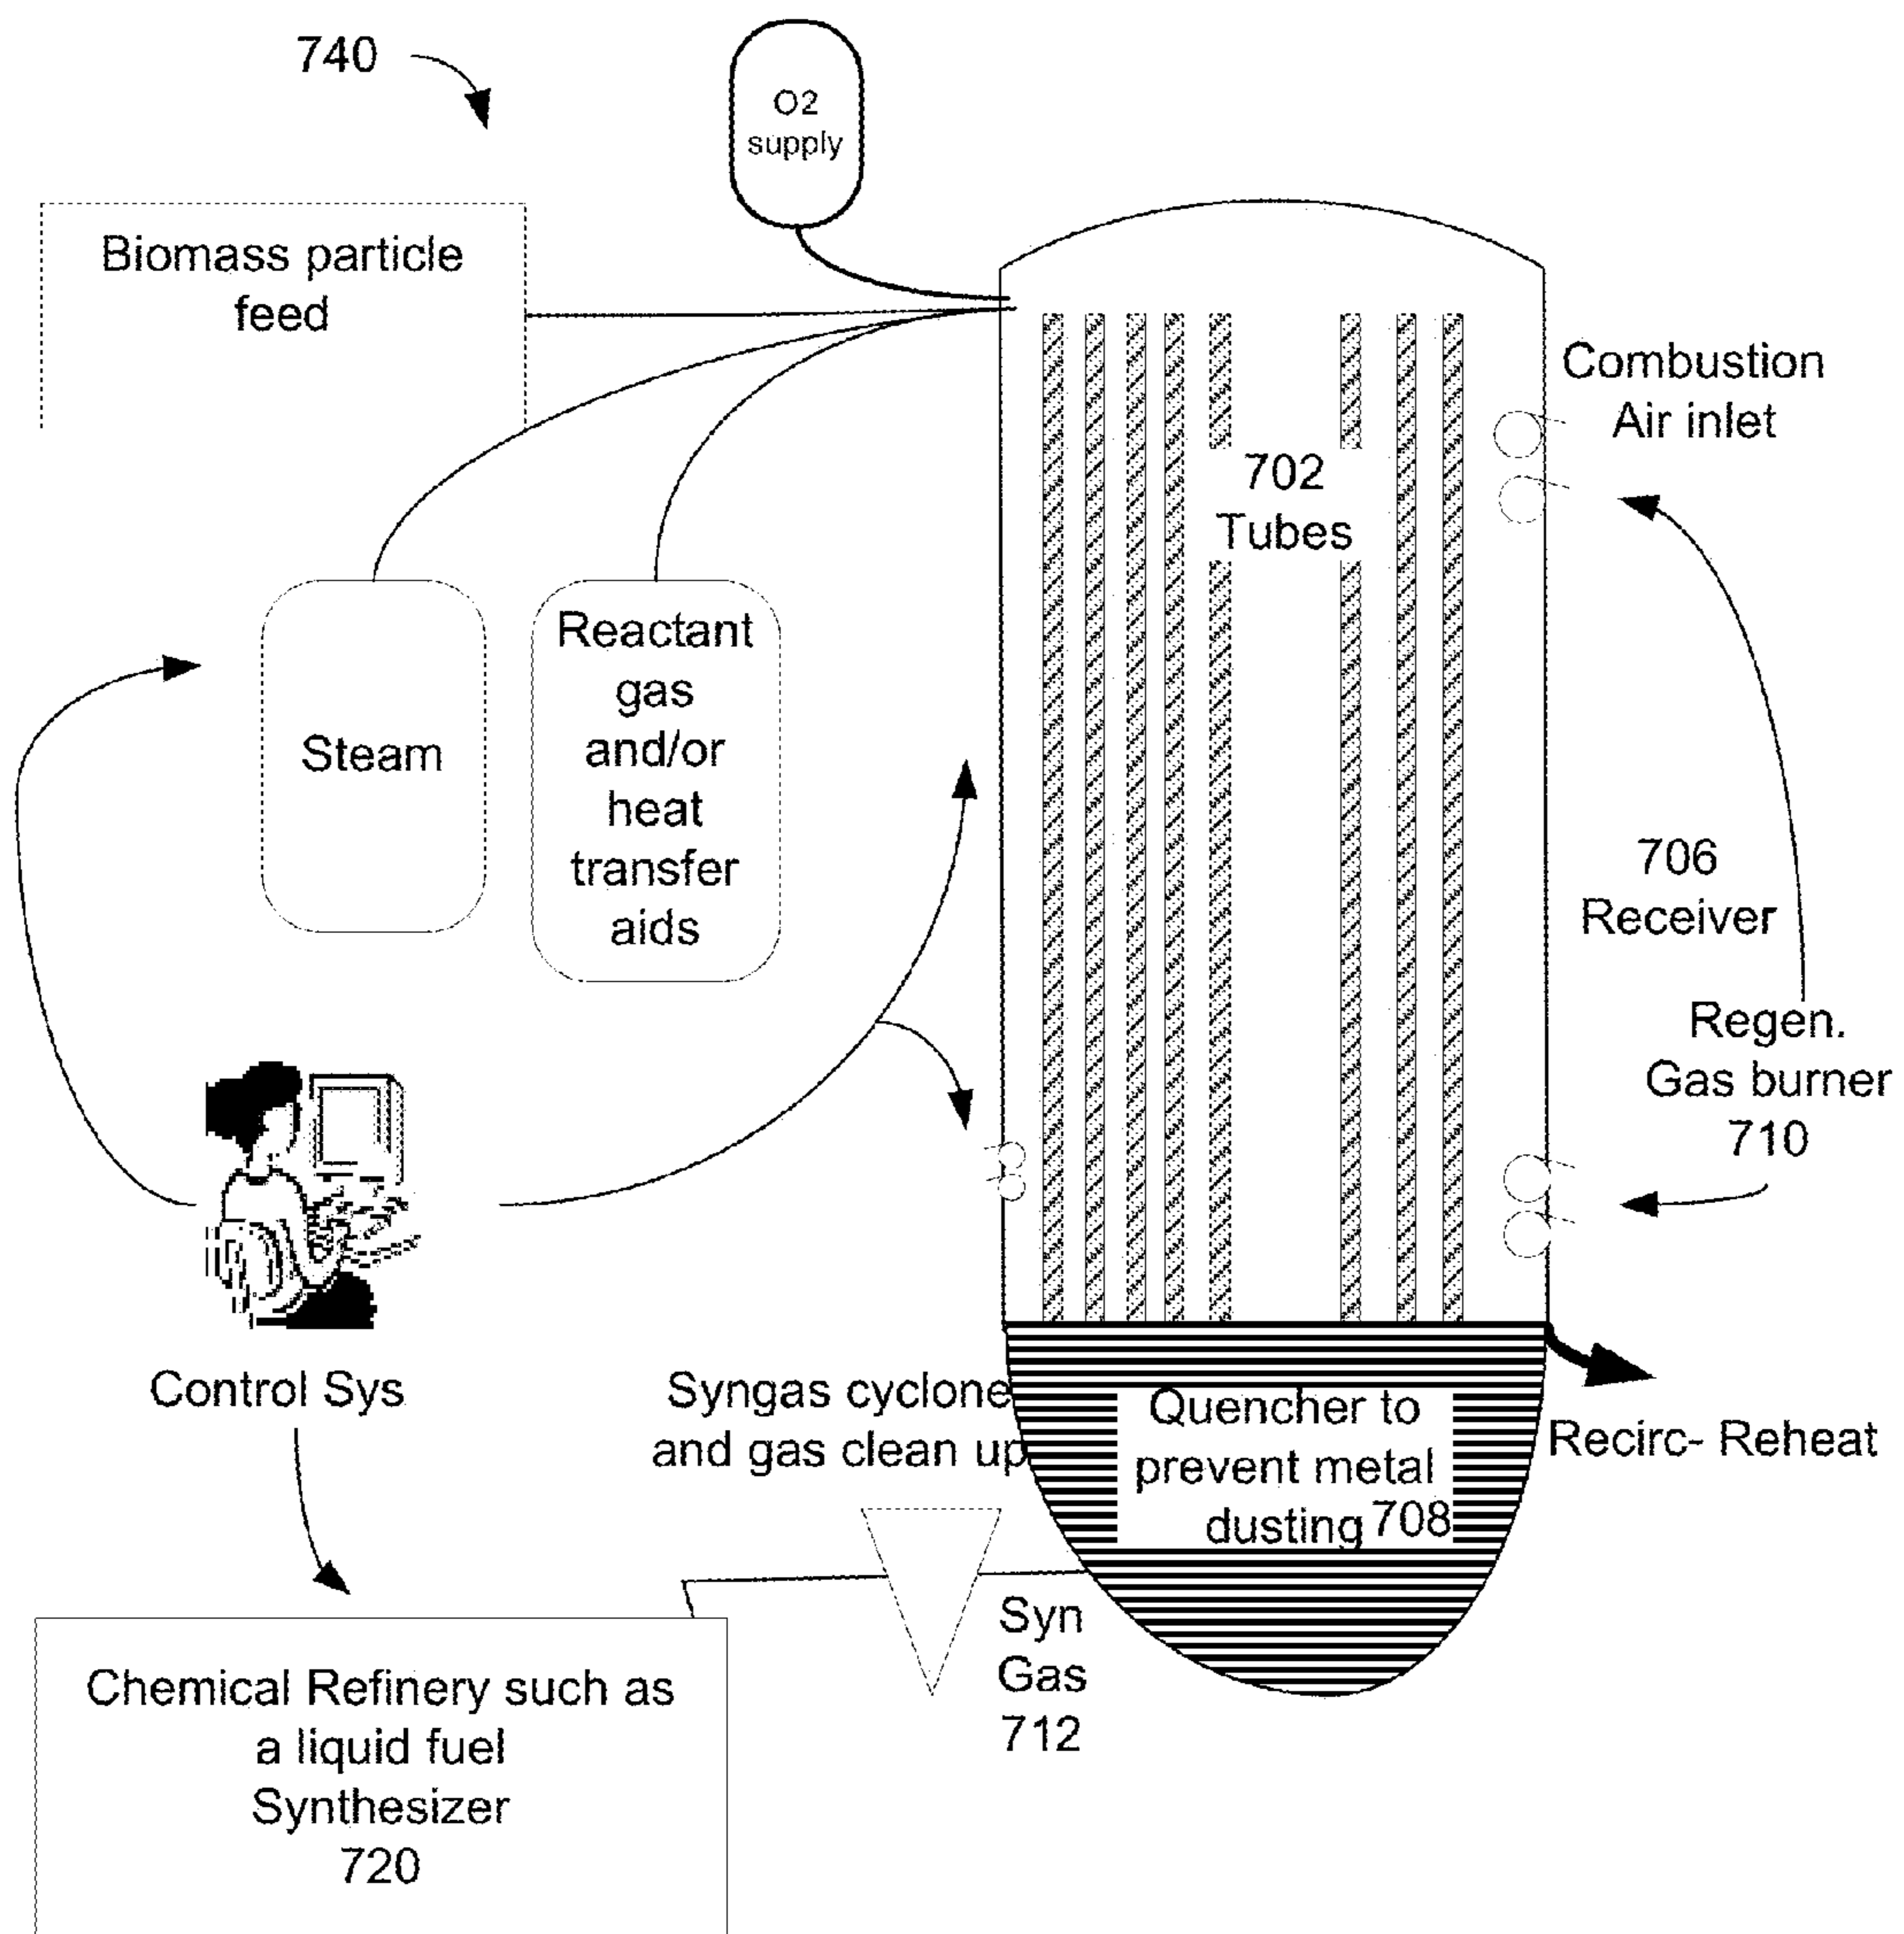 740
O2
supply
Biomass particle
feed
Combustion
Air inlet
702
Tubes
Reactant
gas
and/or
heat
transfer
aids
Steam
706
Receiver
Regen.
Gas burner
710
Control Sys
Syngas cyclone
and gas clean up
Quencher to
prevent metal
dusting 708
Recirc- Reheat
Syn
Gas
712
Chemical Refinery such as
a liquid fuel
Synthesizer
720